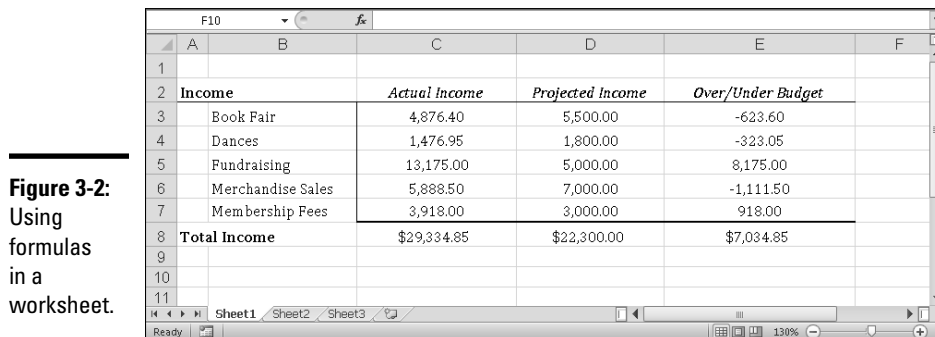 F10 fx
A B C D E F
1
2 Income Actual Income Projected Income Over/Under Budget
3 Book Fair 4,876.40 5,500.00 -623.60
4 Dances 1,476.95 1,800.00 -323.05
5 Fundraising 13,175.00 5,000.00 8,175.00
6 Merchandise Sales 5,888.50 7,000.00 -1,111.50
7 Membership Fees 3,918.00 3,000.00 918.00
8 Total Income $29,334.85 $22,300.00 $7,034.85
9
10
11
Sheet1 Sheet2 Sheet3
Ready 130%
Figure 3-2:
Using
formulas
in a
worksheet.